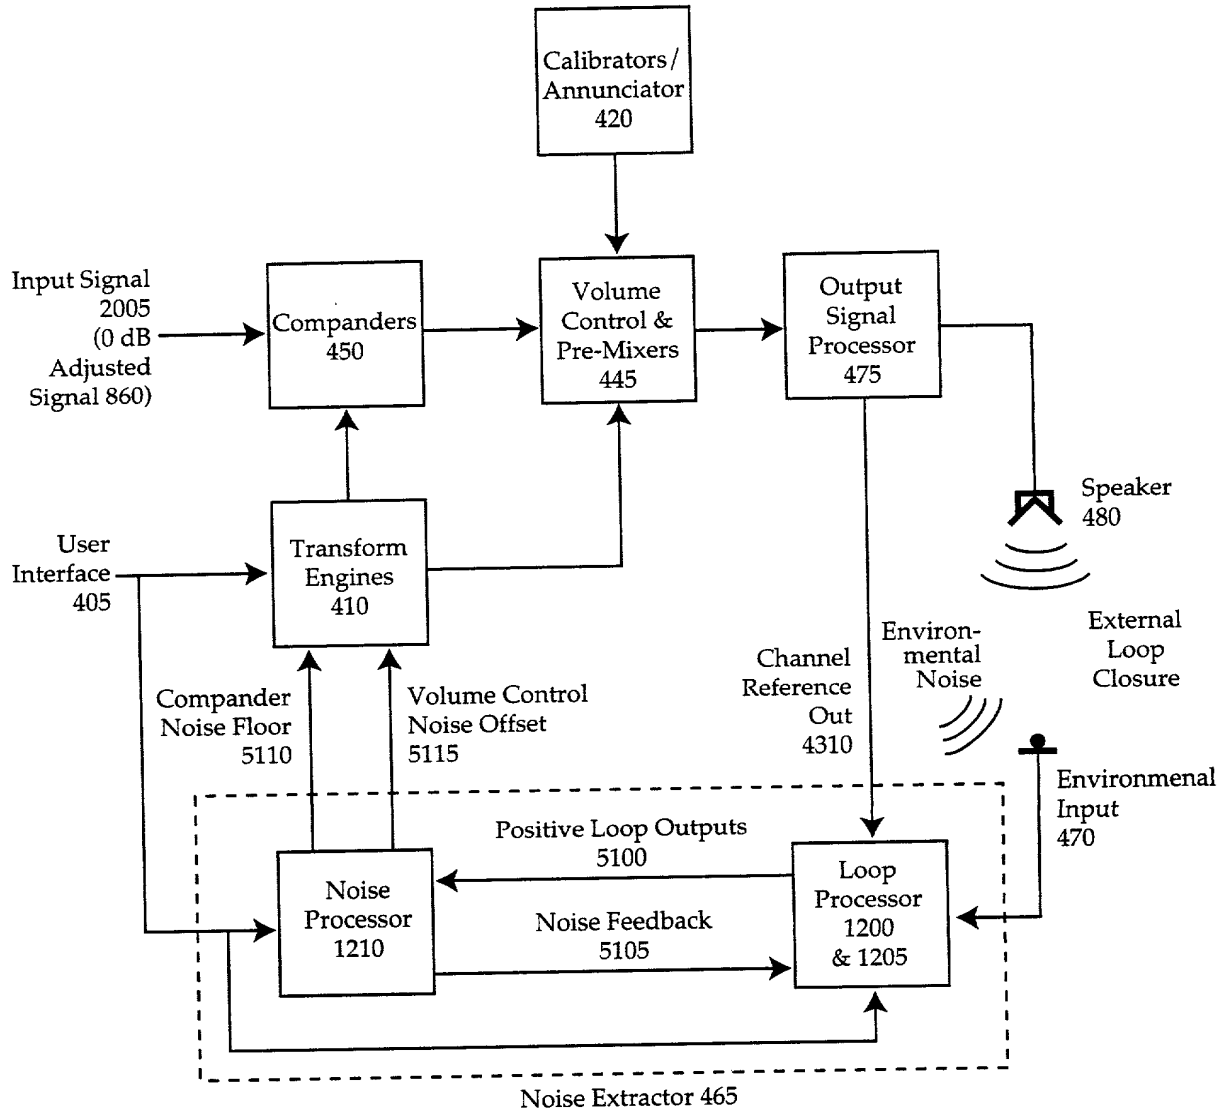 Calibrators/
Annunciator
420
Input Signal
2005
(0 dB
Adjusted
Signal 860)
Companders
450
Volume
Control &
Pre-Mixers
445
Output
Signal
Processor
475
Speaker
480
User
Interface
405
Transform
Engines
410
External
Loop
Closure
Environ-
mental
Noise
Channel
Reference
Out
4310
Compander
Noise Floor
5110
Volume Control
Noise Offset
5115
Environmenal
Input
470
Positive Loop Outputs
5100
Noise
Processor
1210
Noise Feedback
5105
Loop
Processor
1200
& 1205
Noise Extractor 465